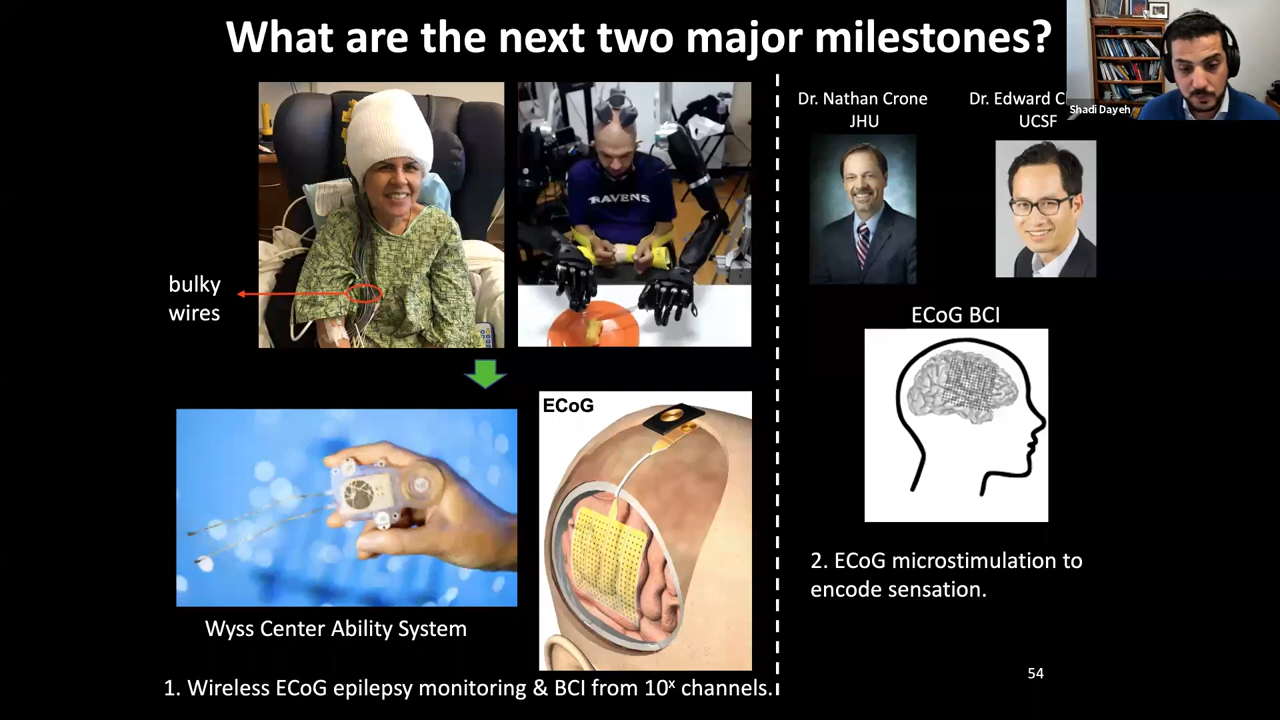 What are the next two major milestones?
Shadi Dayeh
Dr. Nathan Crone
JHU
Dr. Edward
UCSF
RAVENS
bulky
wires
ECoG
Wyss Center Ability System
1. Wireless ECoG epilepsy monitoring & BCI from 10ˣ channels.
ECoG BCI
2. ECoG microstimulation to
encode sensation.
54